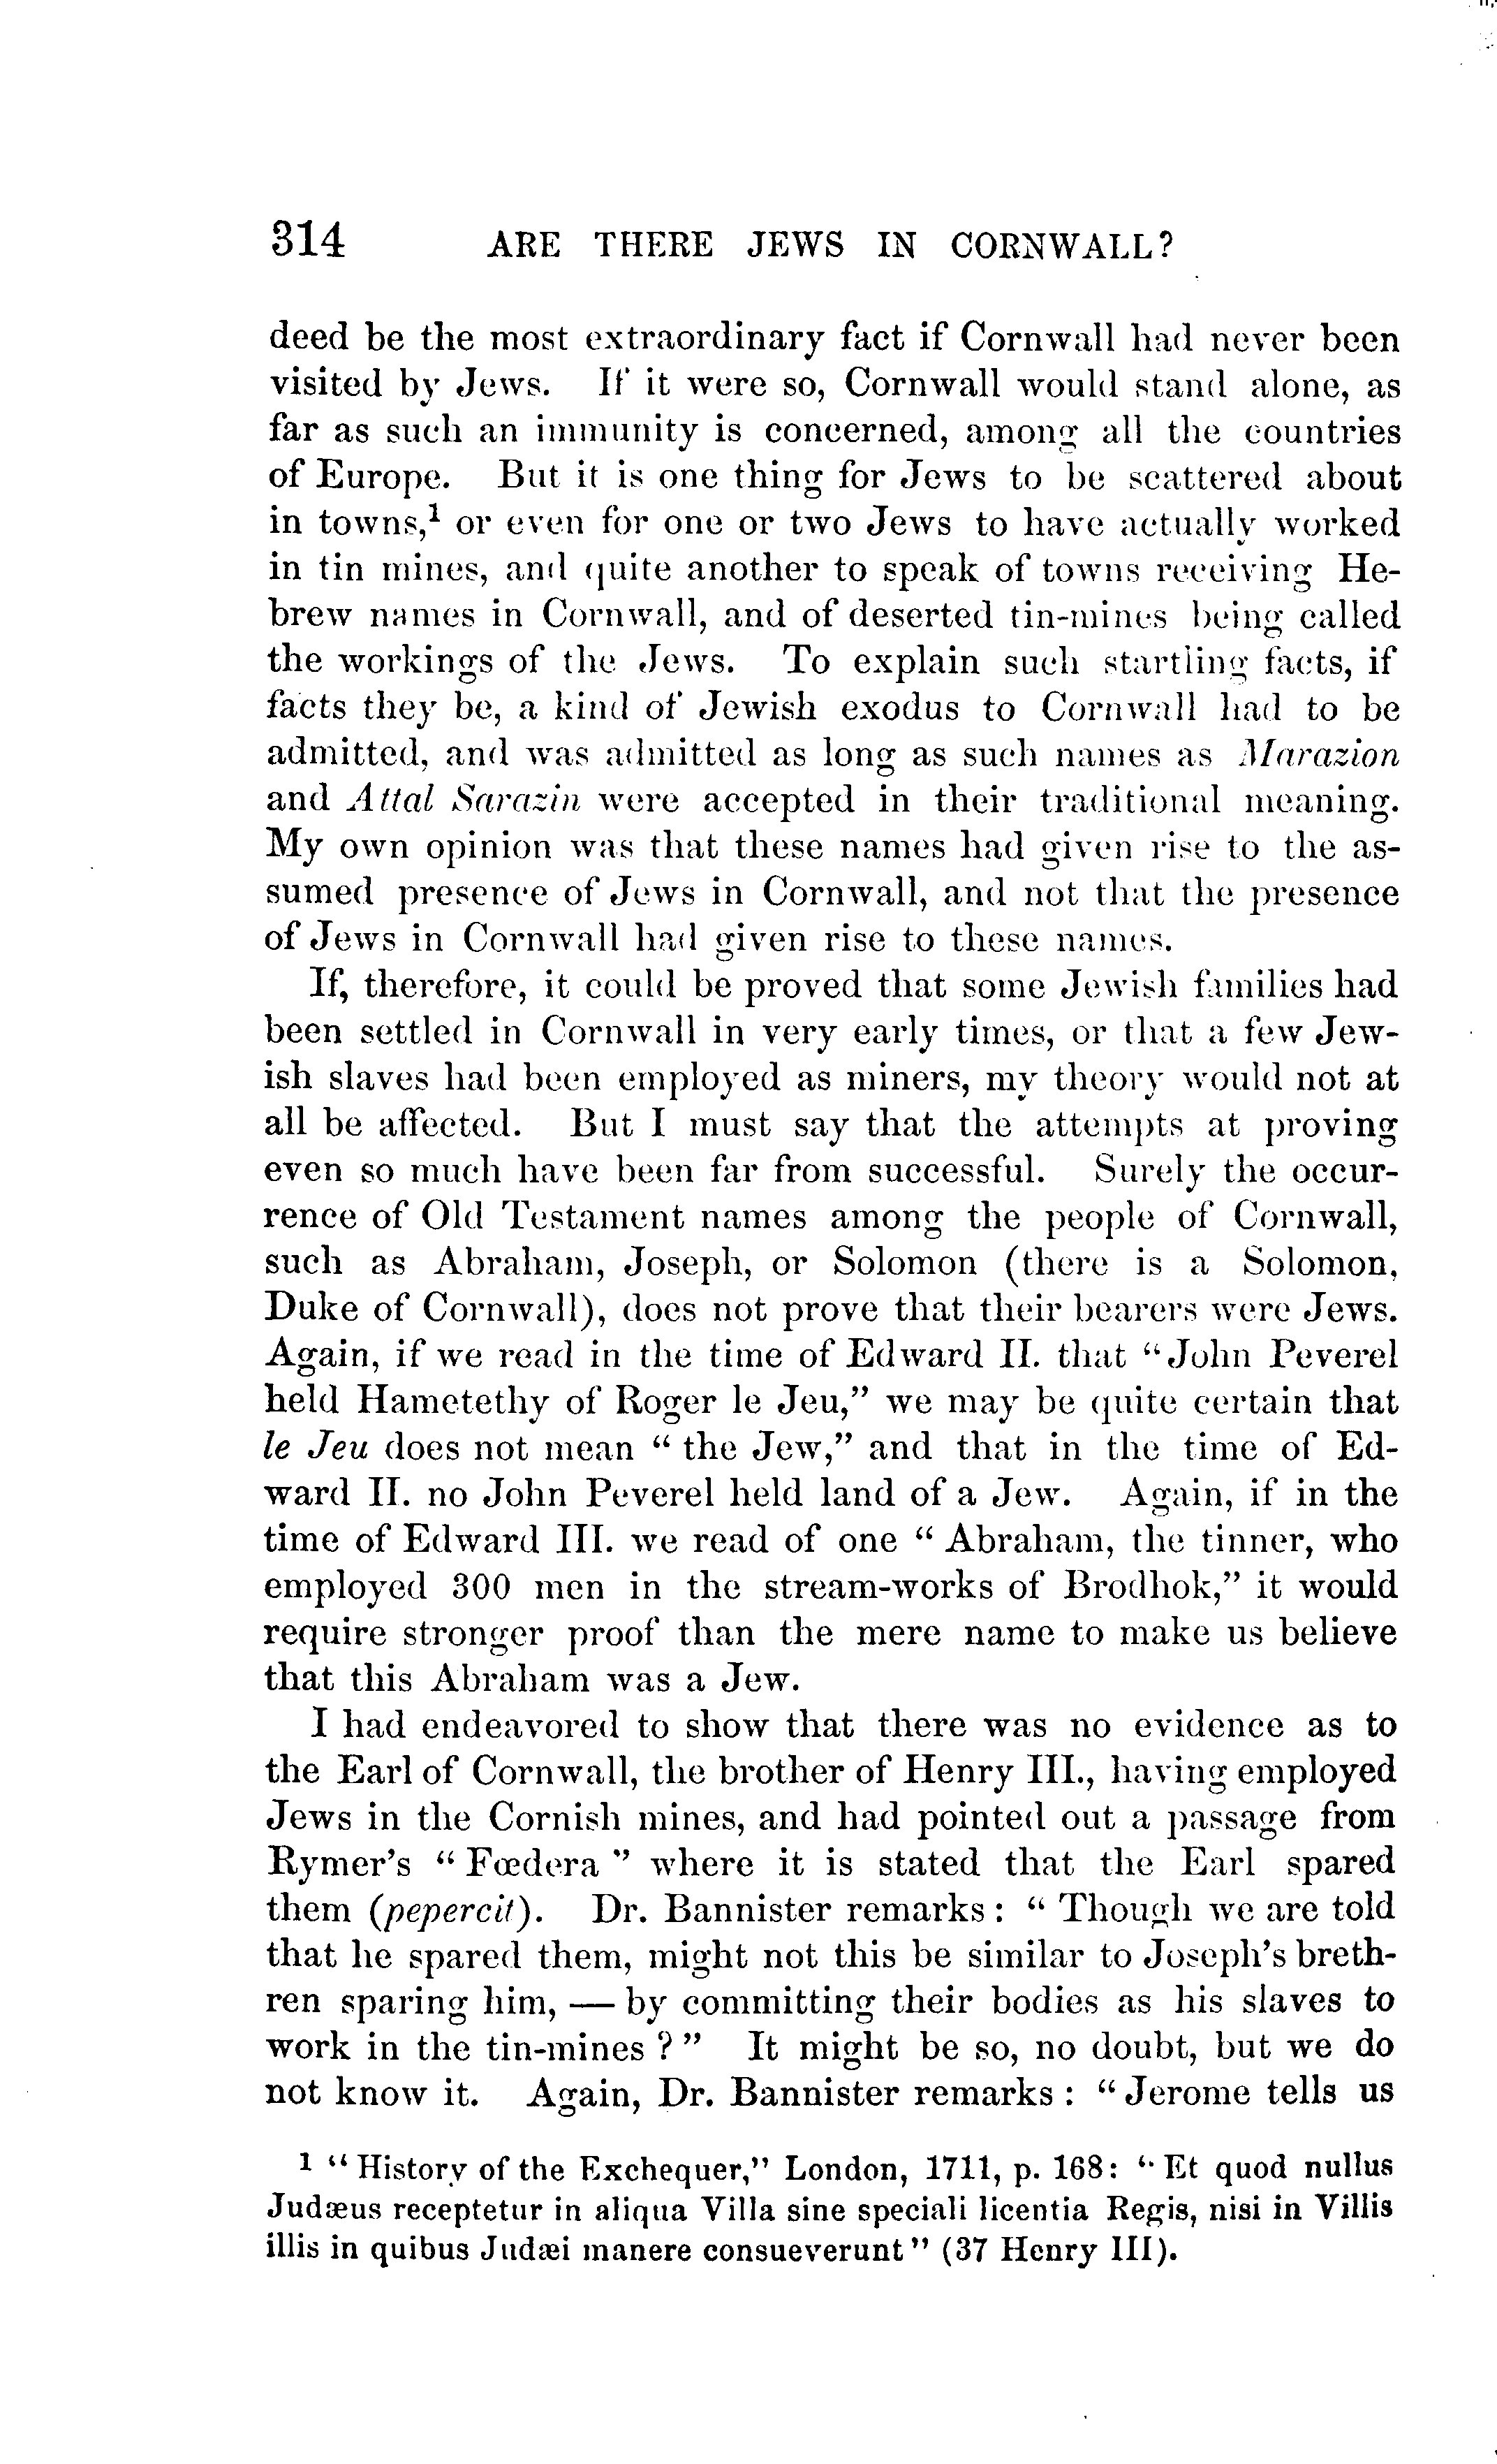 314 ARE THERE JEWS IN CORNWALL?
deed be the most extraordinary fact if Cornwall had never been
visited by Jews. If it were so, Cornwall would stand alone, as
far as such an immunity is concerned, among all the countries
of Europe. But it is one thing for Jews to be scattered about
in towns,¹ or even for one or two Jews to have actually worked
in tin mines, and quite another to speak of towns receiving He-
brew names in Cornwall, and of deserted tin-mines being called
the workings of the Jews. To explain such startling facts, if
facts they be, a kind of Jewish exodus to Cornwall had to be
admitted, and was admitted as long as such names as Marazion
and Attal Sarazin were accepted in their traditional meaning.
My own opinion was that these names had given rise to the as-
sumed presence of Jews in Cornwall, and not that the presence
of Jews in Cornwall had given rise to these names.
If, therefore, it could be proved that some Jewish families had
been settled in Cornwall in very early times, or that a few Jew-
ish slaves had been employed as miners, my theory would not at
all be affected. But I must say that the attempts at proving
even so much have been far from successful. Surely the occur-
rence of Old Testament names among the people of Cornwall,
such as Abraham, Joseph, or Solomon (there is a Solomon,
Duke of Cornwall), does not prove that their bearers were Jews.
Again, if we read in the time of Edward II. that "John Peverel
held Hametethy of Roger le Jeu," we may be quite certain that
le Jeu does not mean "the Jew," and that in the time of Ed-
ward II. no John Peverel held land of a Jew. Again, if in the
time of Edward III. we read of one "Abraham, the tinner, who
employed 300 men in the stream-works of Brodhok," it would
require stronger proof than the mere name to make us believe
that this Abraham was a Jew.
I had endeavored to show that there was no evidence as to
the Earl of Cornwall, the brother of Henry III., having employed
Jews in the Cornish mines, and had pointed out a passage from
Rymer's "Fœdera" where it is stated that the Earl spared
them (pepercit). Dr. Bannister remarks: "Though we are told
that he spared them, might not this be similar to Joseph's breth-
ren sparing him, — by committing their bodies as his slaves to
work in the tin-mines?" It might be so, no doubt, but we do
not know it. Again, Dr. Bannister remarks: "Jerome tells us
1 "History of the Exchequer," London, 1711, p. 168: "Et quod nullus
Judæus receptetur in aliqua Villa sine speciali licentia Regis, nisi in Villis
illis in quibus Judæi manere consueverunt" (37 Henry III).